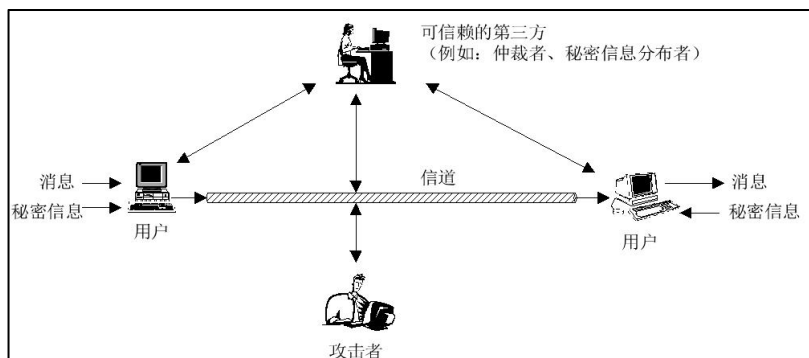 可信赖的第三方
（例如：仲裁者、秘密信息分布者）
消息
秘密信息
用户
信道
消息
秘密信息
用户
攻击者